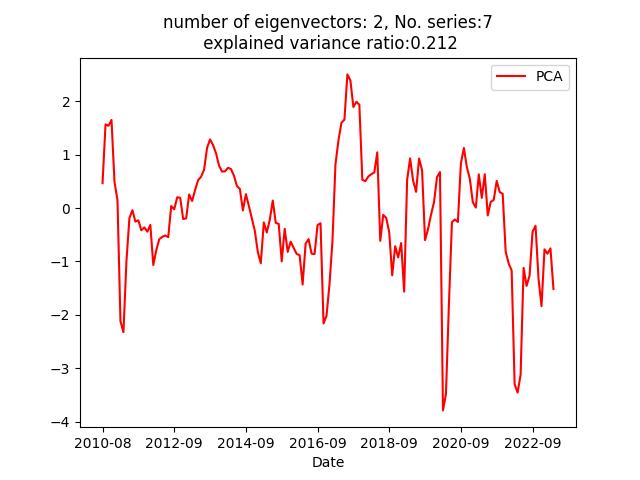 number of eigenvectors: 2, No. series:7
explained variance ratio:0.212
PCA
2
1
0
−1
−2
−3
−4
2010-08 2012-09 2014-09 2016-09 2018-09 2020-09 2022-09
Date